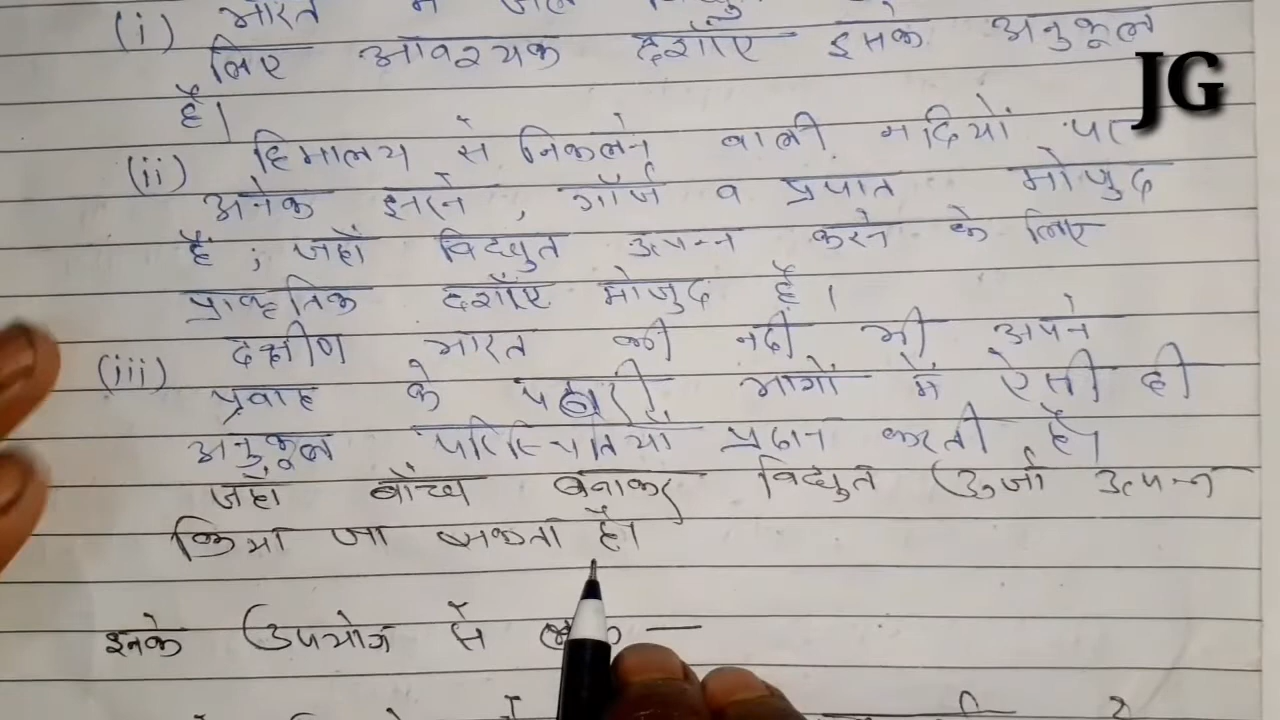 (i) भारत में जल
लिए आवश्यक दशाएँ इसके अनुकूल
JG
है।
(ii) हिमालय से निकलने वाली नदियों पर
अनेक झरने , गॉर्ज व प्रपात मौजुद
है ; जहाँ विद्युत उत्पन्न करने के लिए
प्राकृतिक दशाँए मौजुद है ।
(iii) दक्षीण भारत की नदी भी अपने
प्रवाह के पठारी भागों में ऐसी ही
अनुकूल परिस्थितियाँ प्रदान करती है।
जहाँ बाँध बनाकर विद्युत ऊर्जा उत्पन्न
किया जा सकता है।
इनके उपयोग से —